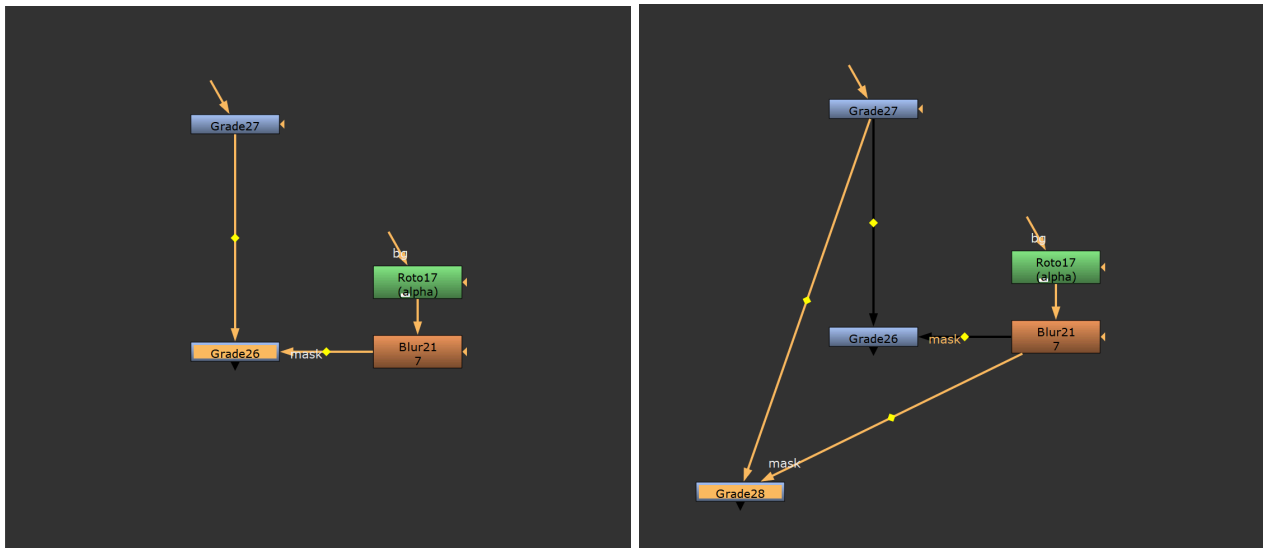 Grade27
bg
Roto17
(alpha)
Grade26
mask
Blur21
7
Grade27
bg
Roto17
(alpha)
Grade26
mask
Blur21
7
mask
Grade28